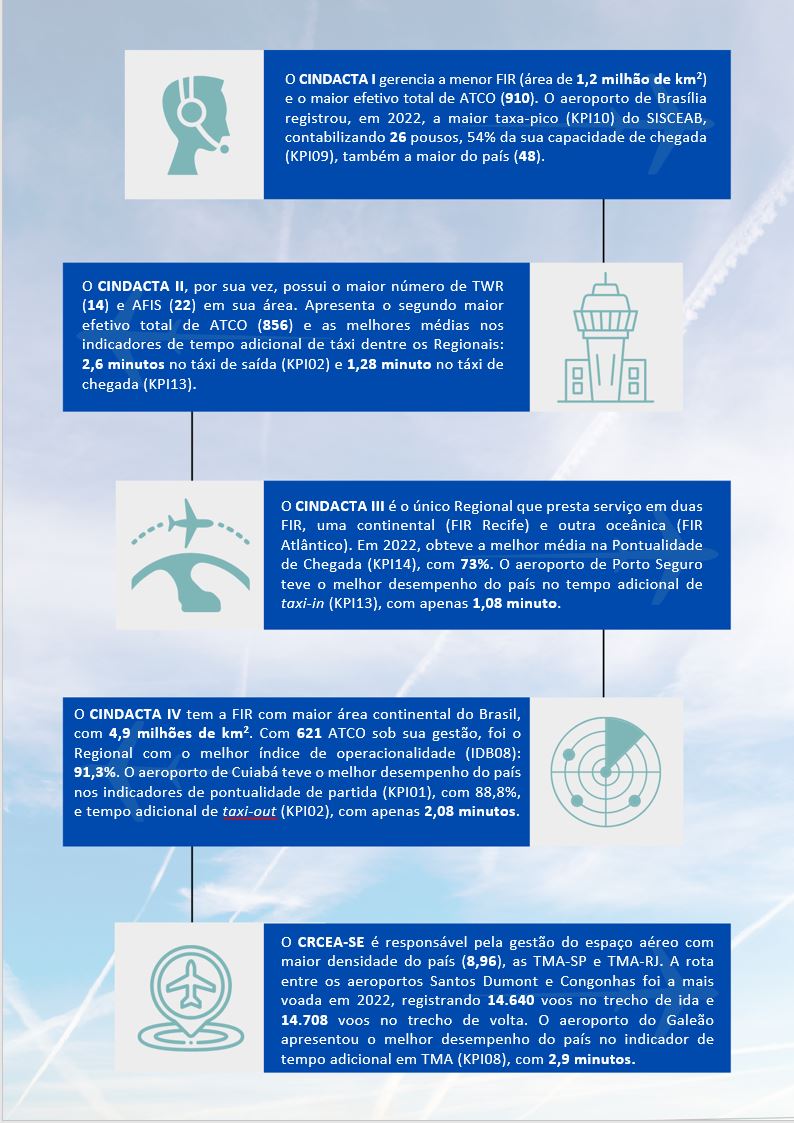 O CINDACTA I gerencia a menor FIR (área de 1,2 milhão de km²)
e o maior efetivo total de ATCO (910). O aeroporto de Brasília
registrou, em 2022, a maior taxa-pico (KPI10) do SISCEAB,
contabilizando 26 pousos, 54% da sua capacidade de chegada
(KPI09), também a maior do país (48).
O CINDACTA II, por sua vez, possui o maior número de TWR
(14) e AFIS (22) em sua área. Apresenta o segundo maior
efetivo total de ATCO (856) e as melhores médias nos
indicadores de tempo adicional de táxi dentre os Regionais:
2,6 minutos no táxi de saída (KPI02) e 1,28 minuto no táxi de
chegada (KPI13).
O CINDACTA III é o único Regional que presta serviço em duas
FIR, uma continental (FIR Recife) e outra oceânica (FIR
Atlântico). Em 2022, obteve a melhor média na Pontualidade
de Chegada (KPI14), com 73%. O aeroporto de Porto Seguro
teve o melhor desempenho do país no tempo adicional de
taxi-in (KPI13), com apenas 1,08 minuto.
O CINDACTA IV tem a FIR com maior área continental do Brasil,
com 4,9 milhões de km². Com 621 ATCO sob sua gestão, foi o
Regional com o melhor índice de operacionalidade (IDB08):
91,3%. O aeroporto de Cuiabá teve o melhor desempenho do país
nos indicadores de pontualidade de partida (KPI01), com 88,8%,
e tempo adicional de taxi-out (KPI02), com apenas 2,08 minutos.
O CRCEA-SE é responsável pela gestão do espaço aéreo com
maior densidade do país (8,96), as TMA-SP e TMA-RJ. A rota
entre os aeroportos Santos Dumont e Congonhas foi a mais
voada em 2022, registrando 14.640 voos no trecho de ida e
14.708 voos no trecho de volta. O aeroporto do Galeão
apresentou o melhor desempenho do país no indicador de
tempo adicional em TMA (KPI08), com 2,9 minutos.